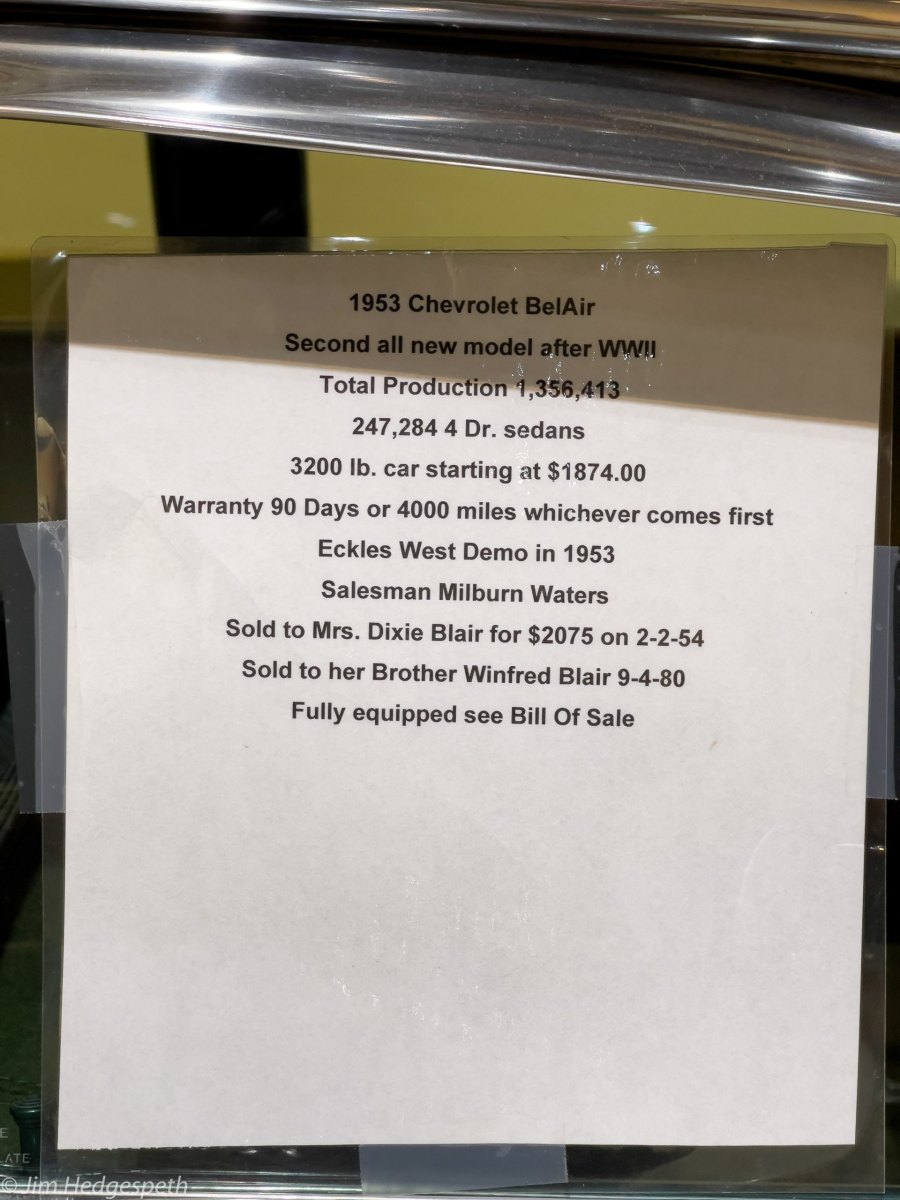 1953 Chevrolet BelAir
Second all new model after WWII
Total Production 1,356,413
247,284 4 Dr. sedans
3200 lb. car starting at $1874.00
Warranty 90 Days or 4000 miles whichever comes first
Eckles West Demo in 1953
Salesman Milburn Waters
Sold to Mrs. Dixie Blair for $2075 on 2-2-54
Sold to her Brother Winfred Blair 9-4-80
Fully equipped see Bill Of Sale
© Jim Hedgespeth